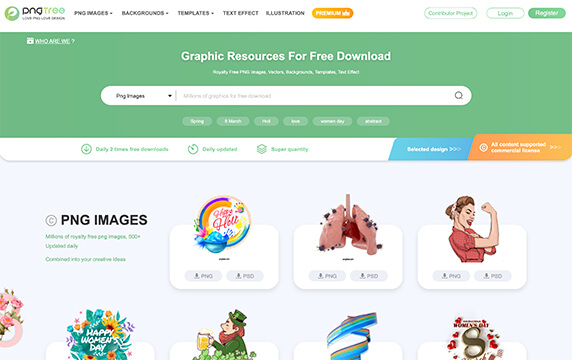 pngtree
LOVE PNG LOVE DESIGN
PNG IMAGES
BACKGROUNDS
TEMPLATES
TEXT EFFECT
ILLUSTRATION
PREMIUM
Contributor Project
Login
Register
WHO ARE WE ?
Graphic Resources For Free Download
Royalty Free PNG Images, Vectors, Backgrounds, Templates, Text Effect
Png Images
Millions of graphics for free download
Spring
8 March
Holi
love
women day
abstract
Daily 2 times free downloads
Daily updated
Super quantity
Selected design >>>
All content supported
commercial license
>>>
© PNG IMAGES
Millions of royalty free png images, 500+
Updated daily
Combined into your creative ideas
Happy
Holi
PNG
PSD
PNG
PSD
PNG
PSD
HAPPY
WOMEN'S
DAY
WOMEN'S DAY
8